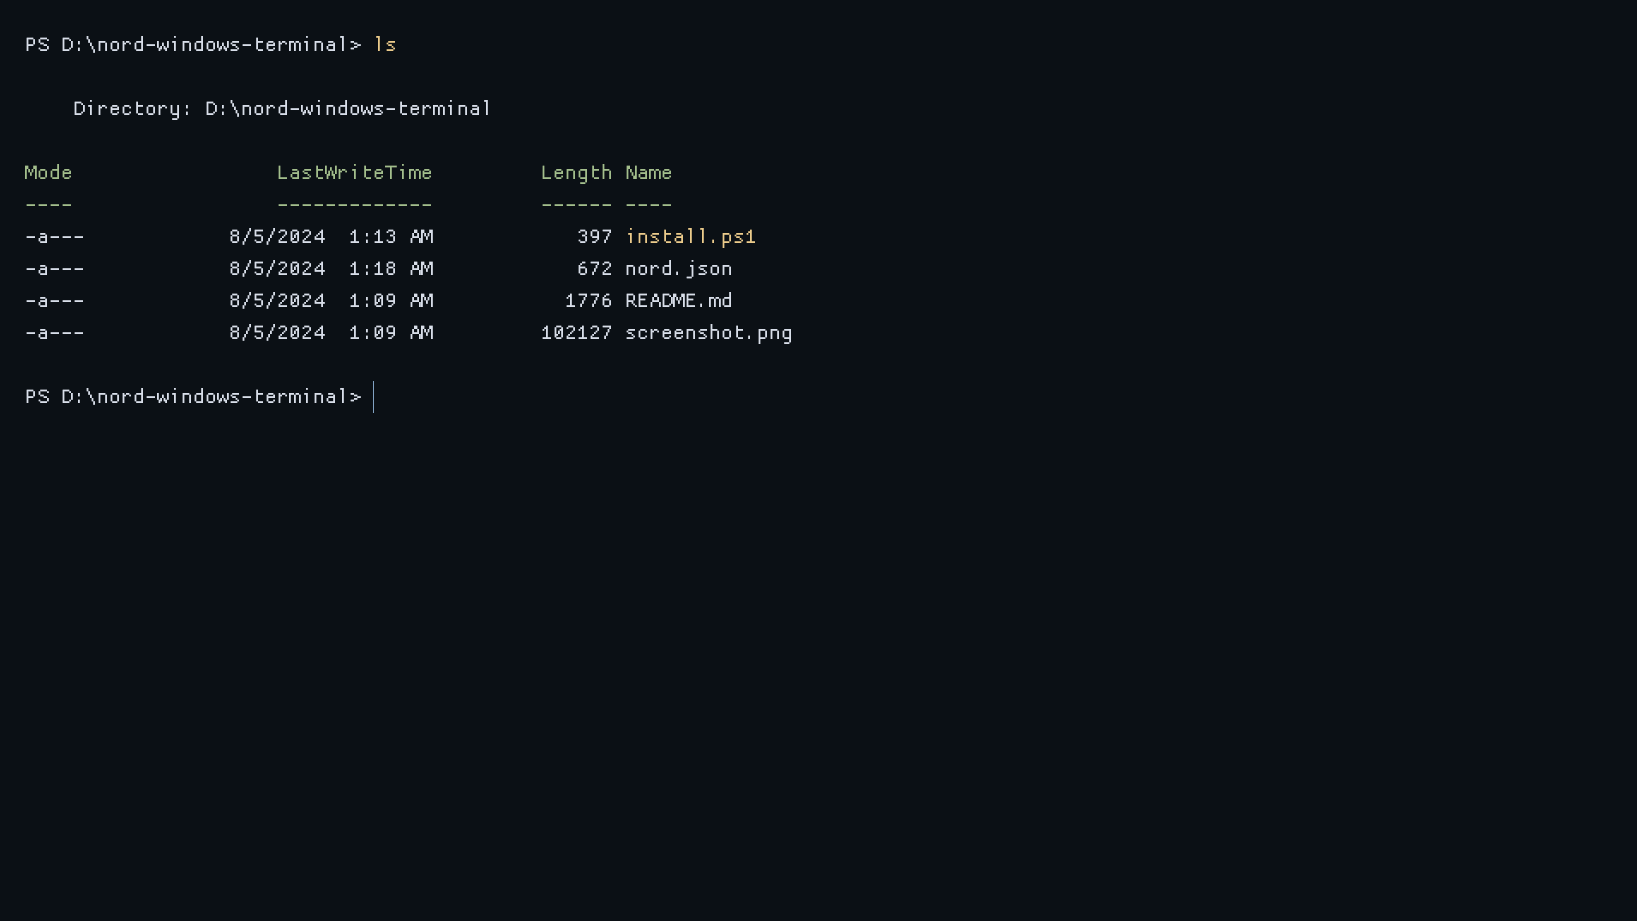 PS D:\nord-windows-terminal> ls
Directory: D:\nord-windows-terminal
Mode                 LastWriteTime         Length Name
----                 -------------         ------ ----
-a---            8/5/2024  1:13 AM            397 install.ps1
-a---            8/5/2024  1:18 AM            672 nord.json
-a---            8/5/2024  1:09 AM           1776 README.md
-a---            8/5/2024  1:09 AM         102127 screenshot.png
PS D:\nord-windows-terminal>